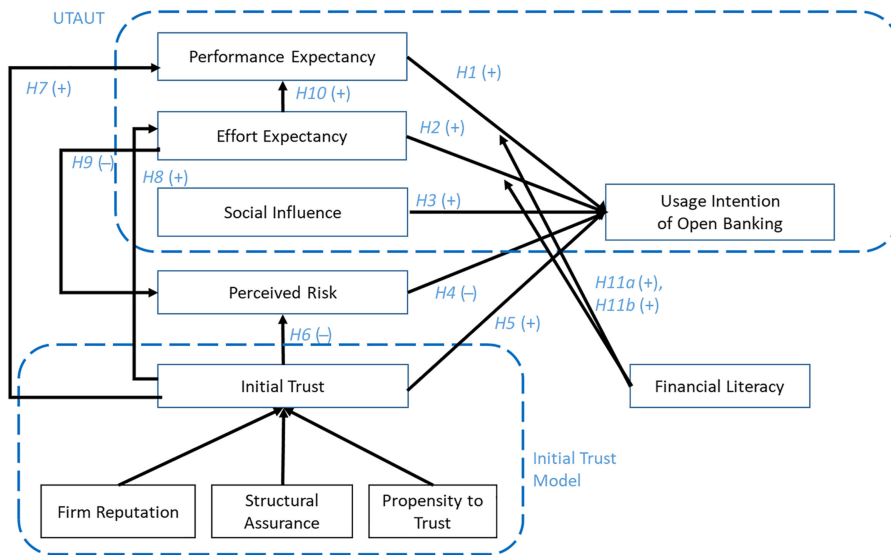 UTAUT
Performance Expectancy
H1 (+)
H7 (+)
H10 (+)
Effort Expectancy
H2 (+)
H9 (–)
H8 (+)
Social Influence
H3 (+)
Usage Intention
of Open Banking
Perceived Risk
H4 (–)
H11a (+),
H11b (+)
H5 (+)
H6 (–)
Initial Trust
Financial Literacy
Initial Trust
Model
Firm Reputation
Structural
Assurance
Propensity to
Trust